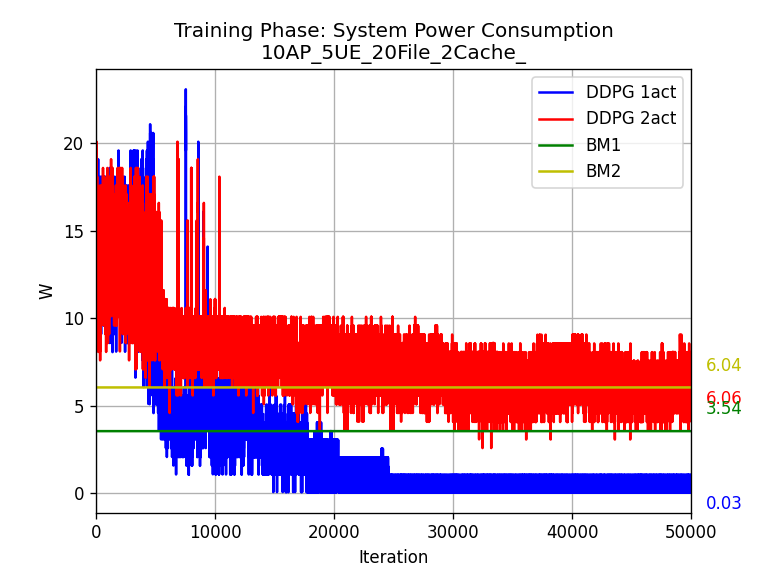 Training Phase: System Power Consumption
10AP_5UE_20File_2Cache_
DDPG 1act
DDPG 2act
BM1
BM2
W
20
15
10
5
0
6.04
6.06
3.54
0.03
0
10000
20000
30000
40000
50000
Iteration